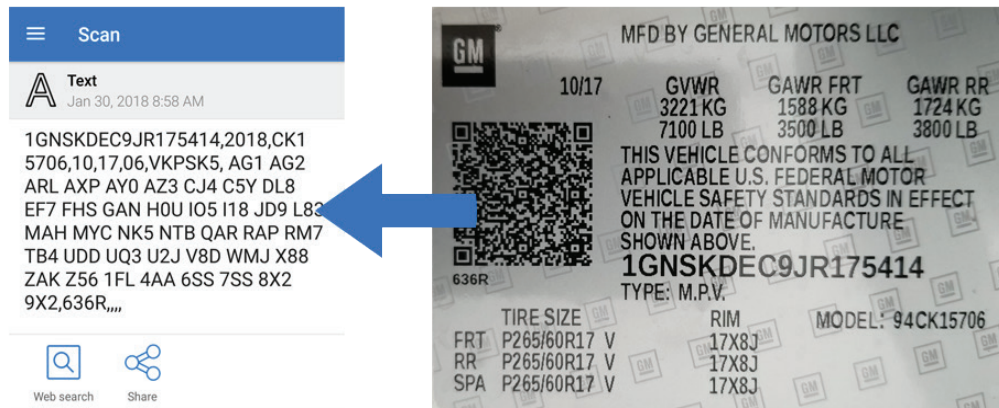 Scan
Text
Jan 30, 2018 8:58 AM
1GNSKDEC9JR175414,2018,CK1
5706,10,17,06,VKPSK5, AG1 AG2
ARL AXP AY0 AZ3 CJ4 C5Y DL8
EF7 FHS GAN H0U IO5 I18 JD9 L83
MAH MYC NK5 NTB QAR RAP RM7
TB4 UDD UQ3 U2J V8D WMJ X88
ZAK Z56 1FL 4AA 6SS 7SS 8X2
9X2,636R,,,,
Web search Share
GM ®
MFD BY GENERAL MOTORS LLC
10/17 GVWR GAWR FRT GAWR RR
3221 KG 1588 KG 1724 KG
7100 LB 3500 LB 3800 LB
THIS VEHICLE CONFORMS TO ALL
APPLICABLE U.S. FEDERAL MOTOR
VEHICLE SAFETY STANDARDS IN EFFECT
ON THE DATE OF MANUFACTURE
SHOWN ABOVE.
636R
1GNSKDEC9JR175414
TYPE: M.P.V.
TIRE SIZE RIM MODEL: 94CK15706
FRT P265/60R17 V 17X8J
RR P265/60R17 V 17X8J
SPA P265/60R17 V 17X8J